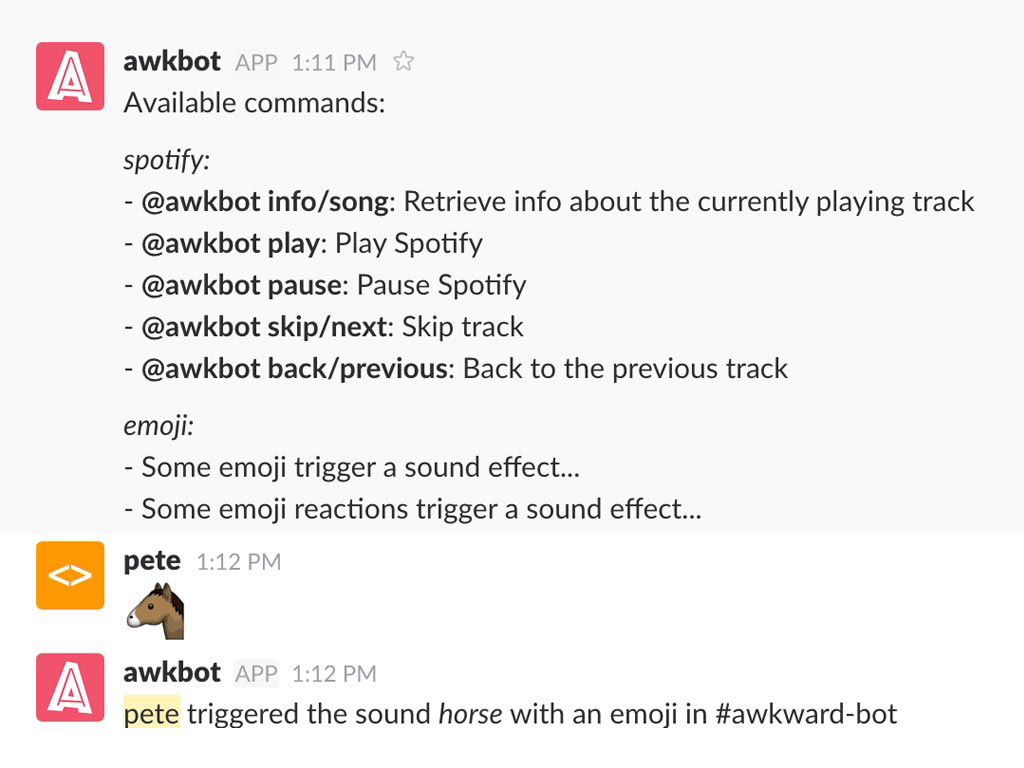 A
awkbot APP 1:11 PM
Available commands:
spotify:
- @awkbot info/song: Retrieve info about the currently playing track
- @awkbot play: Play Spotify
- @awkbot pause: Pause Spotify
- @awkbot skip/next: Skip track
- @awkbot back/previous: Back to the previous track
emoji:
- Some emoji trigger a sound effect...
- Some emoji reactions trigger a sound effect...
<> pete 1:12 PM
A
awkbot APP 1:12 PM
pete triggered the sound horse with an emoji in #awkward-bot